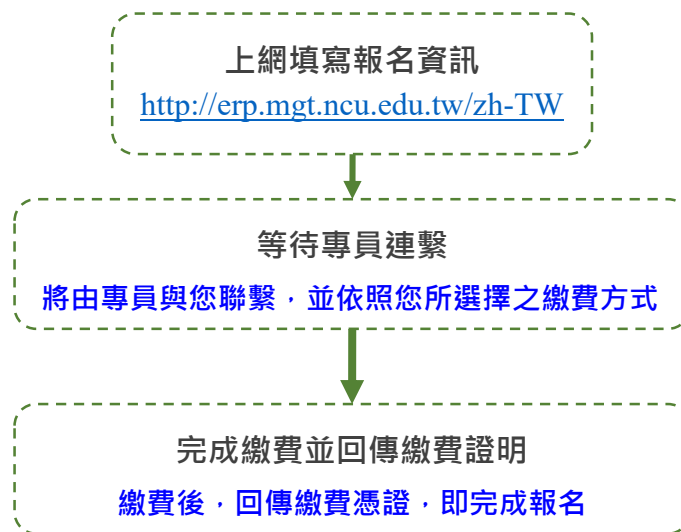 上網填寫報名資訊
http://erp.mgt.ncu.edu.tw/zh-TW
等待專員連繫
將由專員與您聯繫，並依照您所選擇之繳費方式
完成繳費並回傳繳費證明
繳費後，回傳繳費憑證，即完成報名